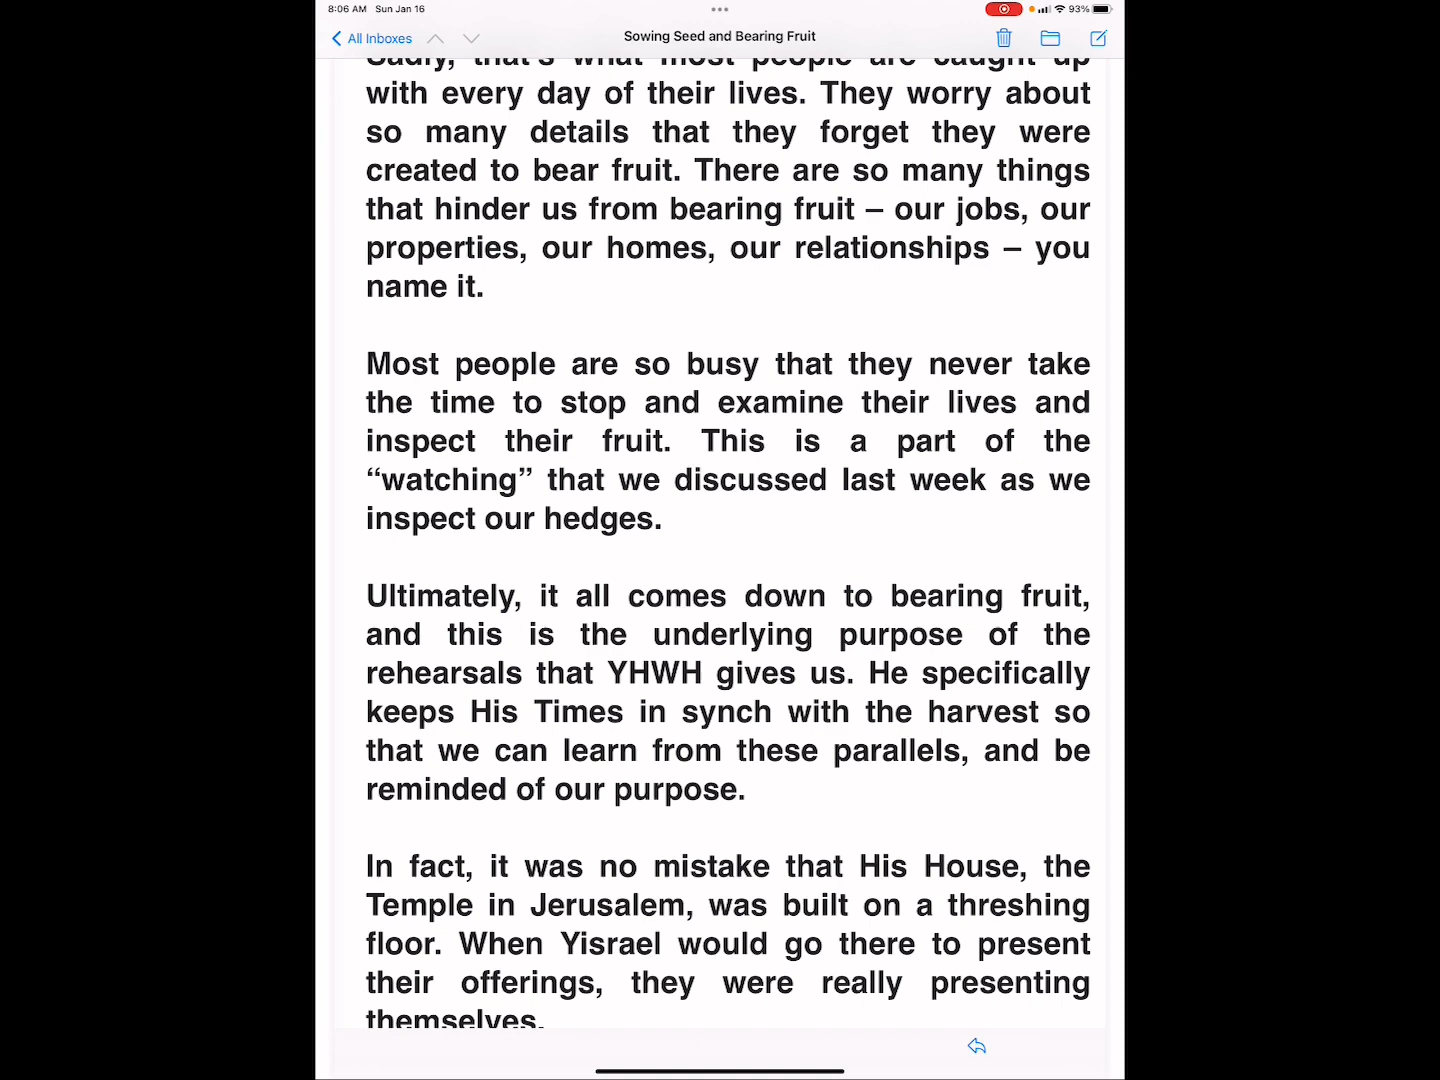 8:06 AM Sun Jan 16
93%
All Inboxes
Sowing Seed and Bearing Fruit
Sadly, that's what most people are caught up
with every day of their lives. They worry about
so many details that they forget they were
created to bear fruit. There are so many things
that hinder us from bearing fruit – our jobs, our
properties, our homes, our relationships – you
name it.
Most people are so busy that they never take
the time to stop and examine their lives and
inspect their fruit. This is a part of the
“watching” that we discussed last week as we
inspect our hedges.
Ultimately, it all comes down to bearing fruit,
and this is the underlying purpose of the
rehearsals that YHWH gives us. He specifically
keeps His Times in synch with the harvest so
that we can learn from these parallels, and be
reminded of our purpose.
In fact, it was no mistake that His House, the
Temple in Jerusalem, was built on a threshing
floor. When Yisrael would go there to present
their offerings, they were really presenting
themselves.